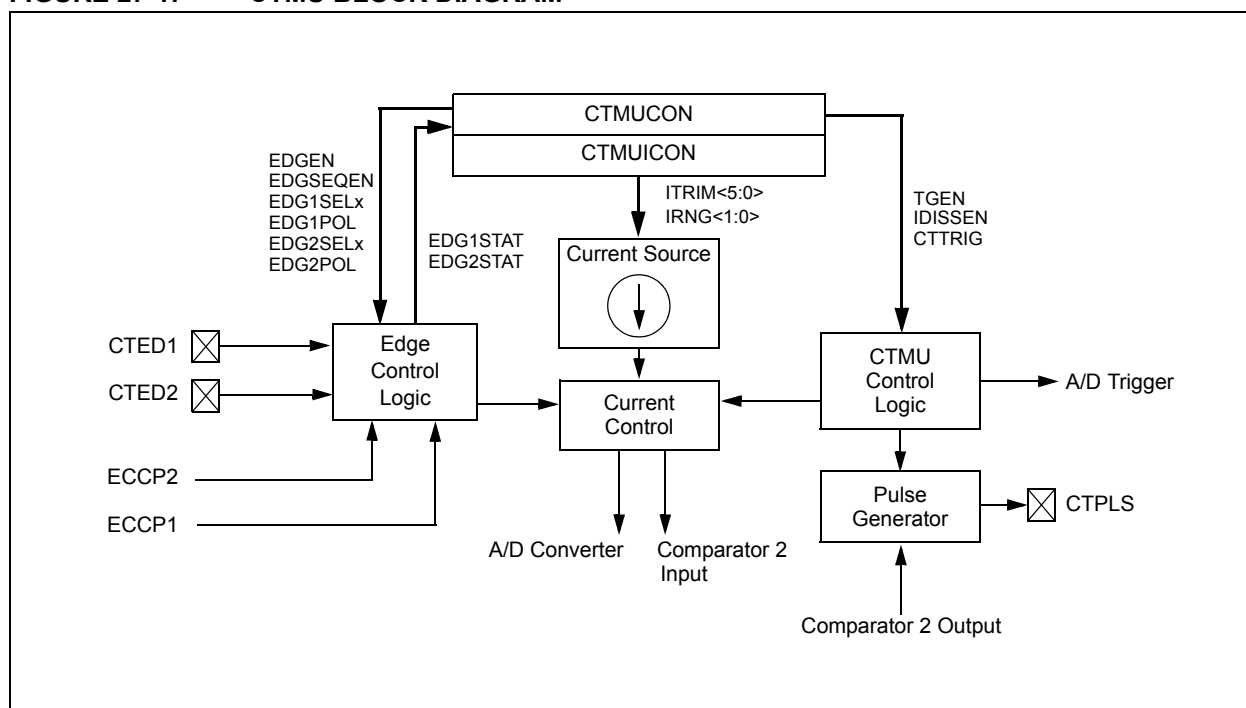 CTMUCON
CTMUICON
EDGEN
EDGSEQEN
EDG1SELx
EDG1POL
EDG2SELx
EDG2POL
EDG1STAT
EDG2STAT
ITRIM<5:0>
IRNG<1:0>
TGEN
IDISSEN
CTTRIG
Current Source
CTED1
CTED2
Edge
Control
Logic
Current
Control
CTMU
Control
Logic
A/D Trigger
ECCP2
ECCP1
Pulse
Generator
CTPLS
A/D Converter
Comparator 2
Input
Comparator 2 Output